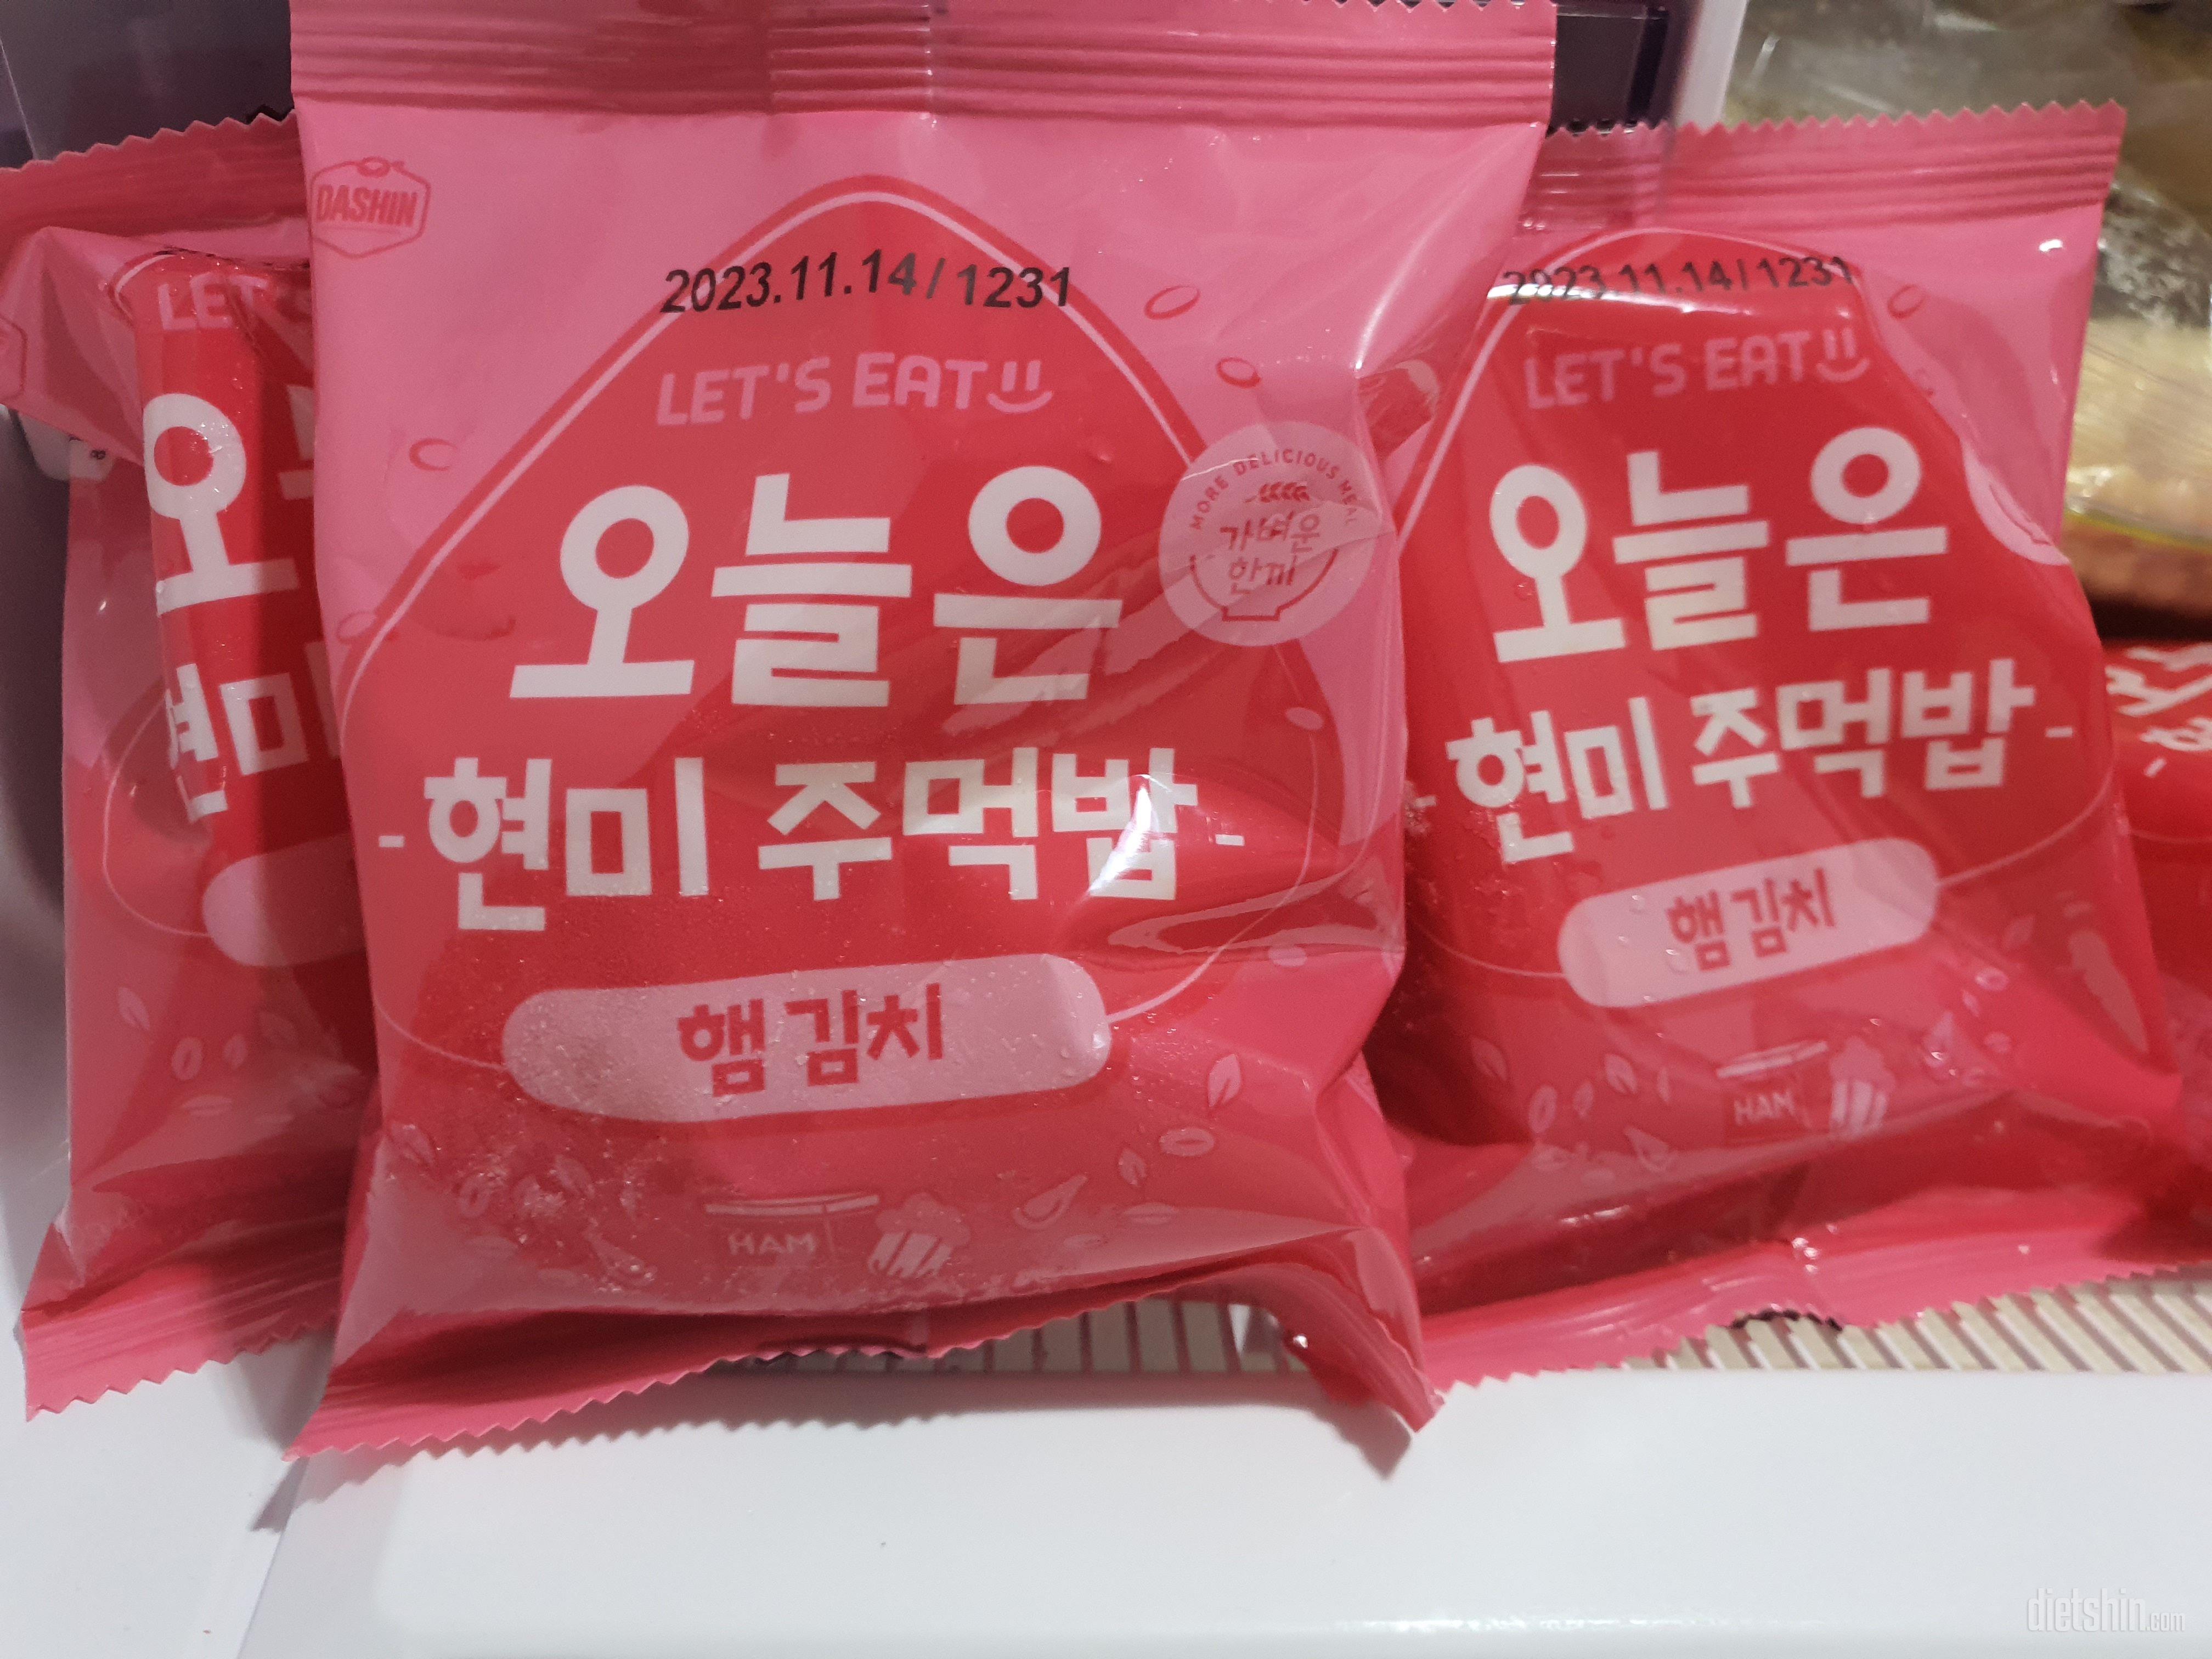 DASHIN
2023.11.14/1231
LET'S EAT
오늘은
-현미 주먹밥-
햄 김치
MORE DELICIOUS MEAL
가벼운
한끼
HAM
2023.11.14/1231
LET'S EAT
오늘은
현미 주먹밥-
햄 김치
HAM
LET'S
오
현미
8
dietshin.com